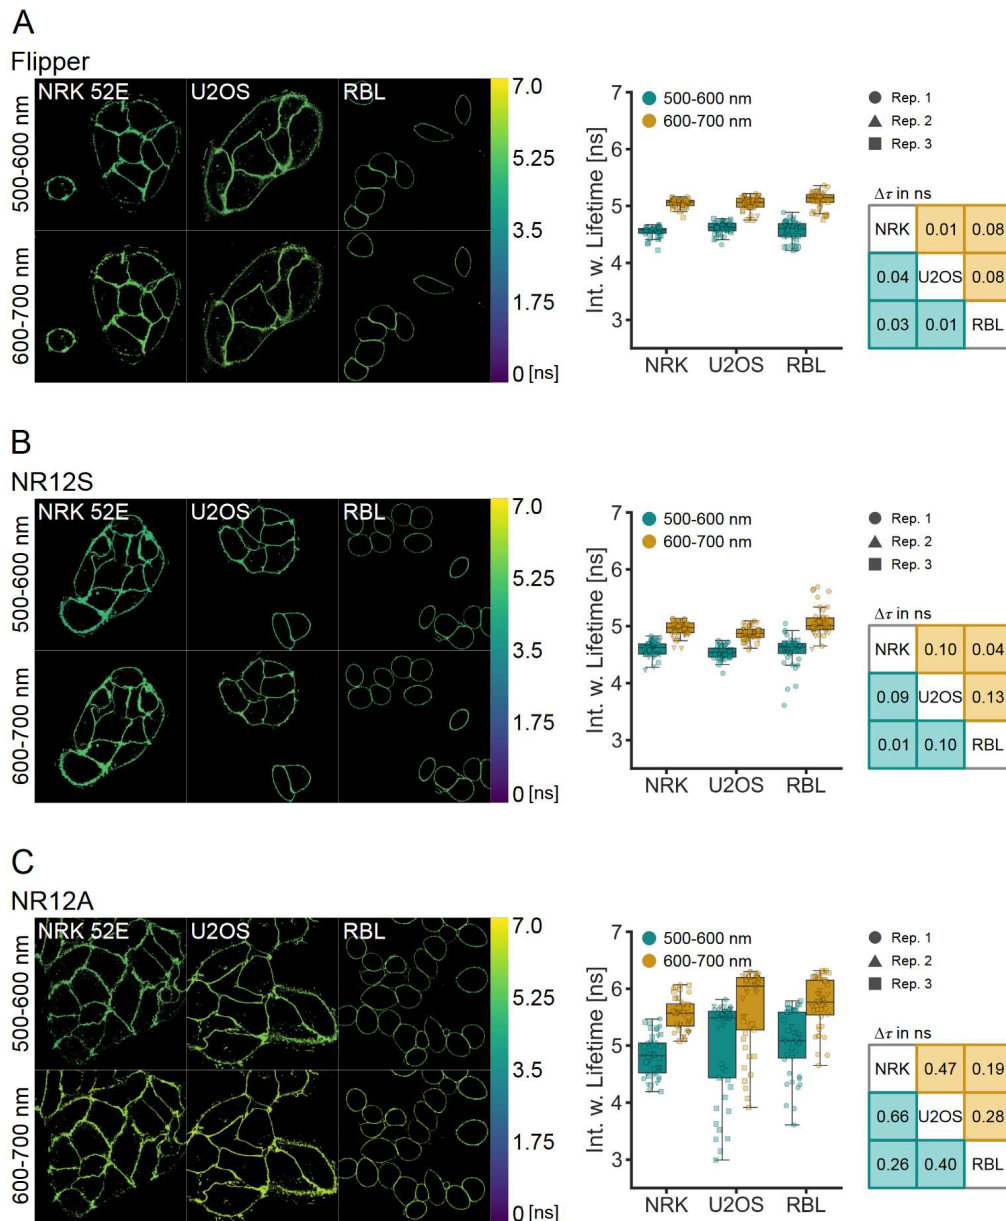 A
Flipper
500-600 nm
600-700 nm
NRK 52E
U2OS
RBL
7.0
5.25
3.5
1.75
0 [ns]
Int. w. Lifetime [ns]
7
6
5
4
3
500-600 nm
600-700 nm
NRK U2OS RBL
Rep. 1
Rep. 2
Rep. 3
Δτ in ns
NRK 0.01 0.08
0.04 U2OS 0.08
0.03 0.01 RBL
B
NR12S
500-600 nm
600-700 nm
NRK 52E
U2OS
RBL
7.0
5.25
3.5
1.75
0 [ns]
Int. w. Lifetime [ns]
7
6
5
4
3
500-600 nm
600-700 nm
NRK U2OS RBL
Rep. 1
Rep. 2
Rep. 3
Δτ in ns
NRK 0.10 0.04
0.09 U2OS 0.13
0.01 0.10 RBL
C
NR12A
500-600 nm
600-700 nm
NRK 52E
U2OS
RBL
7.0
5.25
3.5
1.75
0 [ns]
Int. w. Lifetime [ns]
7
6
5
4
3
500-600 nm
600-700 nm
NRK U2OS RBL
Rep. 1
Rep. 2
Rep. 3
Δτ in ns
NRK 0.47 0.19
0.66 U2OS 0.28
0.26 0.40 RBL